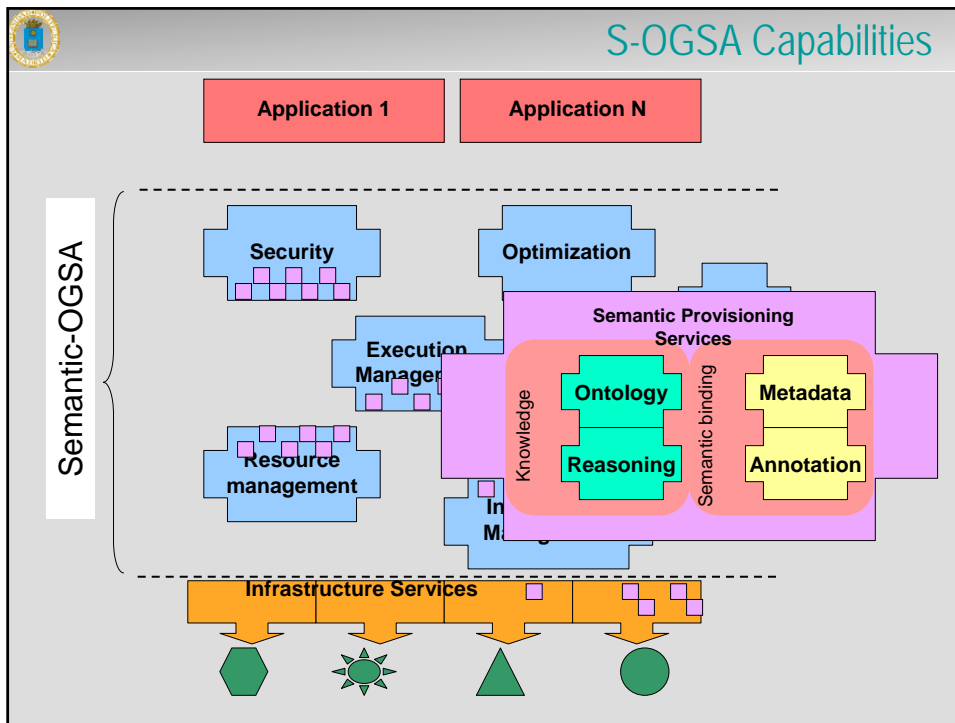 S-OGSA Capabilities
Application 1
Application N
Semantic-OGSA
Security
Optimization
Semantic Provisioning
Services
Execution
Knowledge
Ontology
Reasoning
Semantic binding
Metadata
Annotation
Resource
management
Infrastructure Services